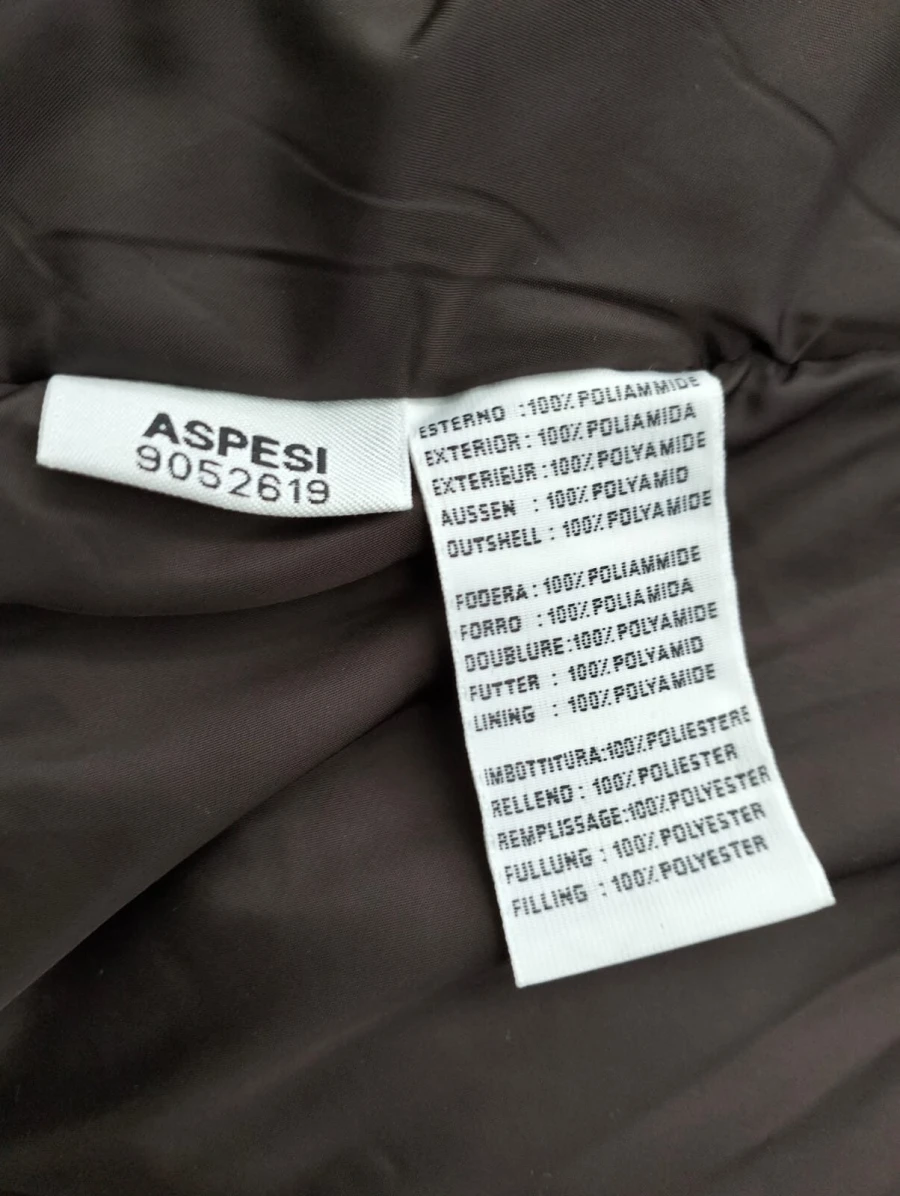 ASPESI
9052619
ESTERNO :100% POLIAMMIDE
EXTERIOR: 100% POLIAMIDA
EXTERIEUR:100% POLYAMIDE
AUSSEN : 100% POLYAMID
OUTSHELL : 100% POLYAMIDE
FODERA: 100% POLIAMMIDE
FORRO : 100% POLIAMIDA
DOUBLURE:100% POLYAMIDE
FUTTER : 100% POLYAMID
LINING : 100% POLYAMIDE
IMBOTTITURA:100% POLIESTERE
RELLENO: 100% POLIESTER
REMPLISSAGE:100% POLYESTER
FULLUNG : 100% POLYESTER
FILLING : 100% POLYESTER